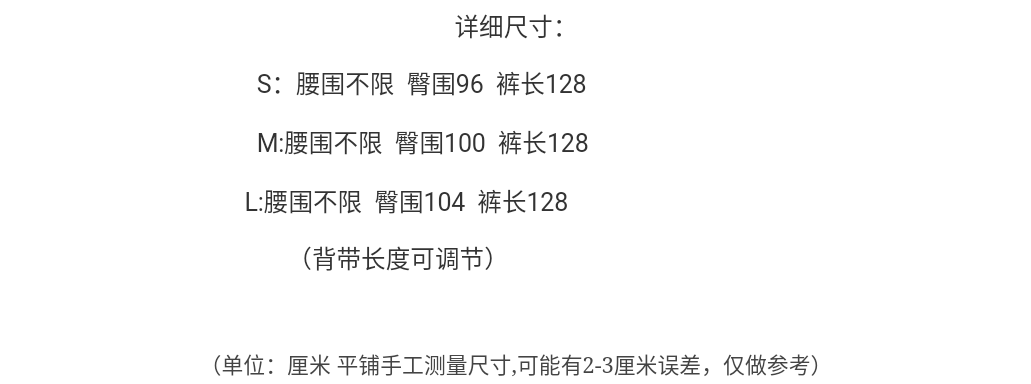 详细尺寸：
S：腰围不限 臀围96 裤长128
M:腰围不限 臀围100 裤长128
L:腰围不限 臀围104 裤长128
（背带长度可调节）
（单位：厘米 平铺手工测量尺寸,可能有2-3厘米误差，仅做参考）